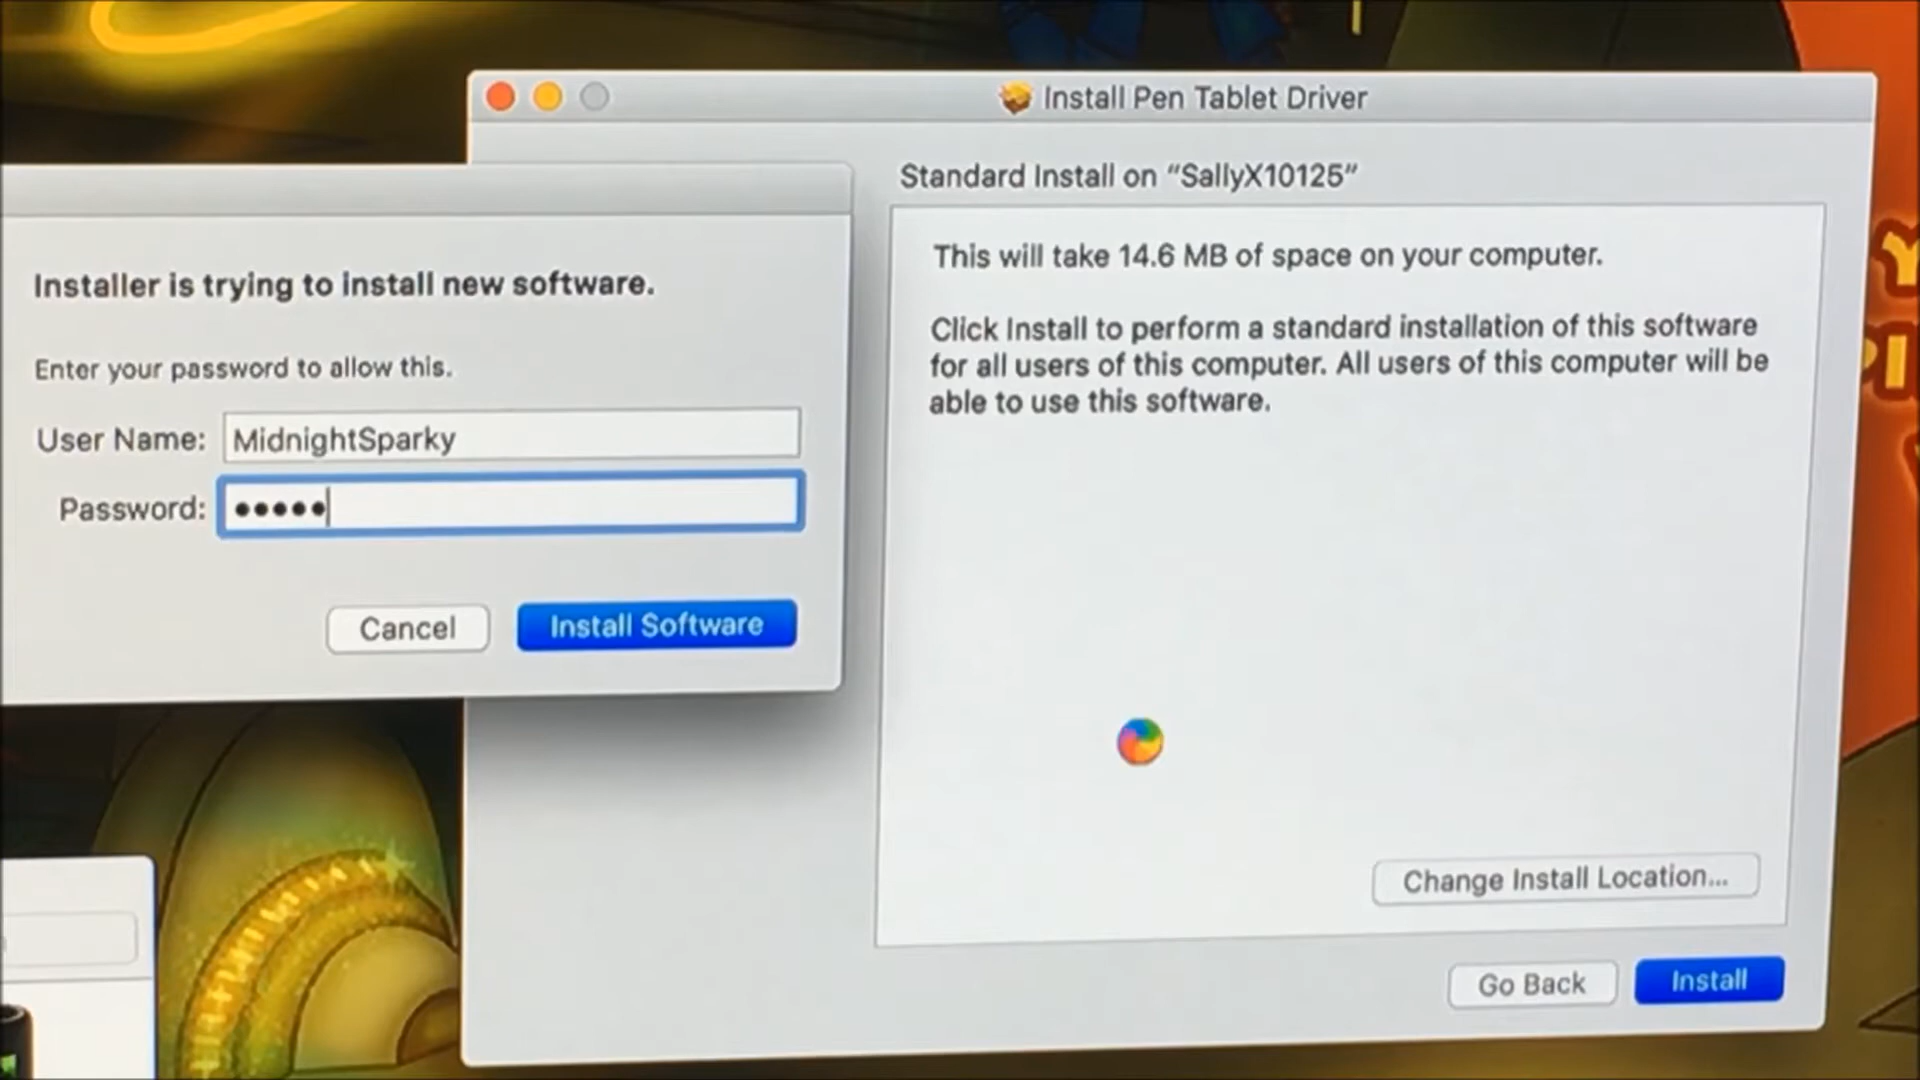 Install Pen Tablet Driver
Standard Install on “SallyX10125”
This will take 14.6 MB of space on your computer.
Click Install to perform a standard installation of this software
for all users of this computer. All users of this computer will be
able to use this software.
Change Install Location...
Go Back
Install
Installer is trying to install new software.
Enter your password to allow this.
User Name: MidnightSparky
Password: •••••
Cancel
Install Software